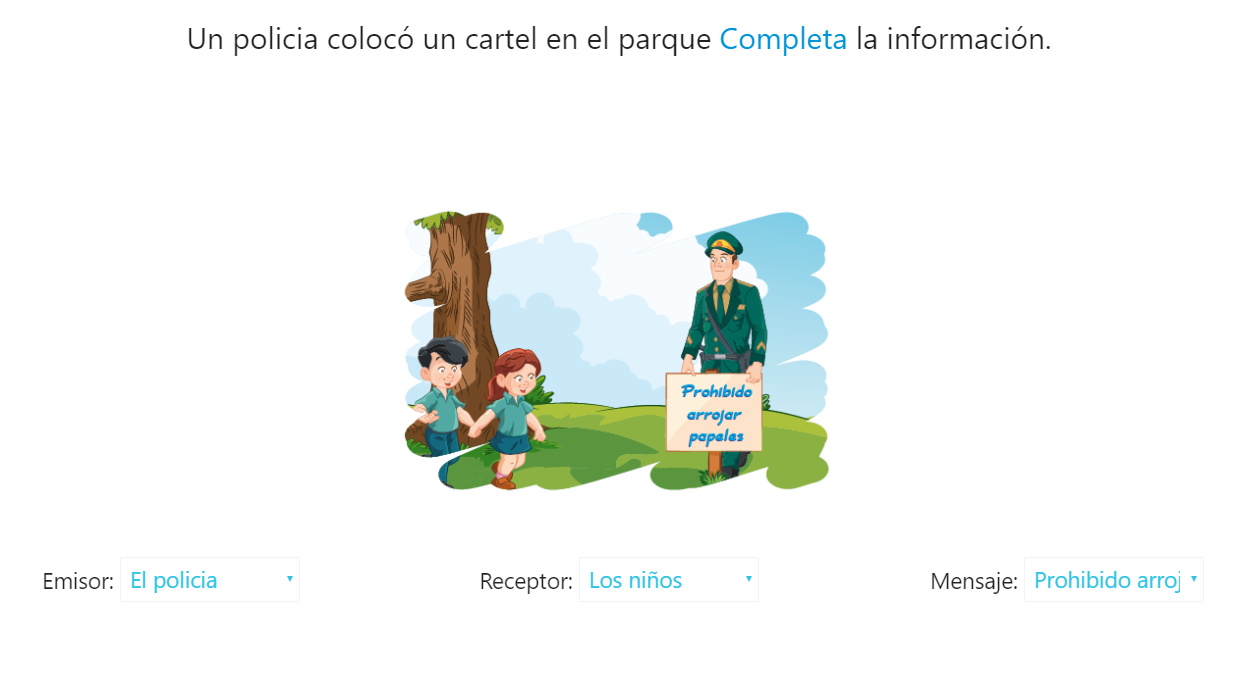 Un policia colocó un cartel en el parque Completa la información.
Prohibido
arrojar
papeles
Emisor: El policia
Receptor: Los niños
Mensaje: Prohibido arroj